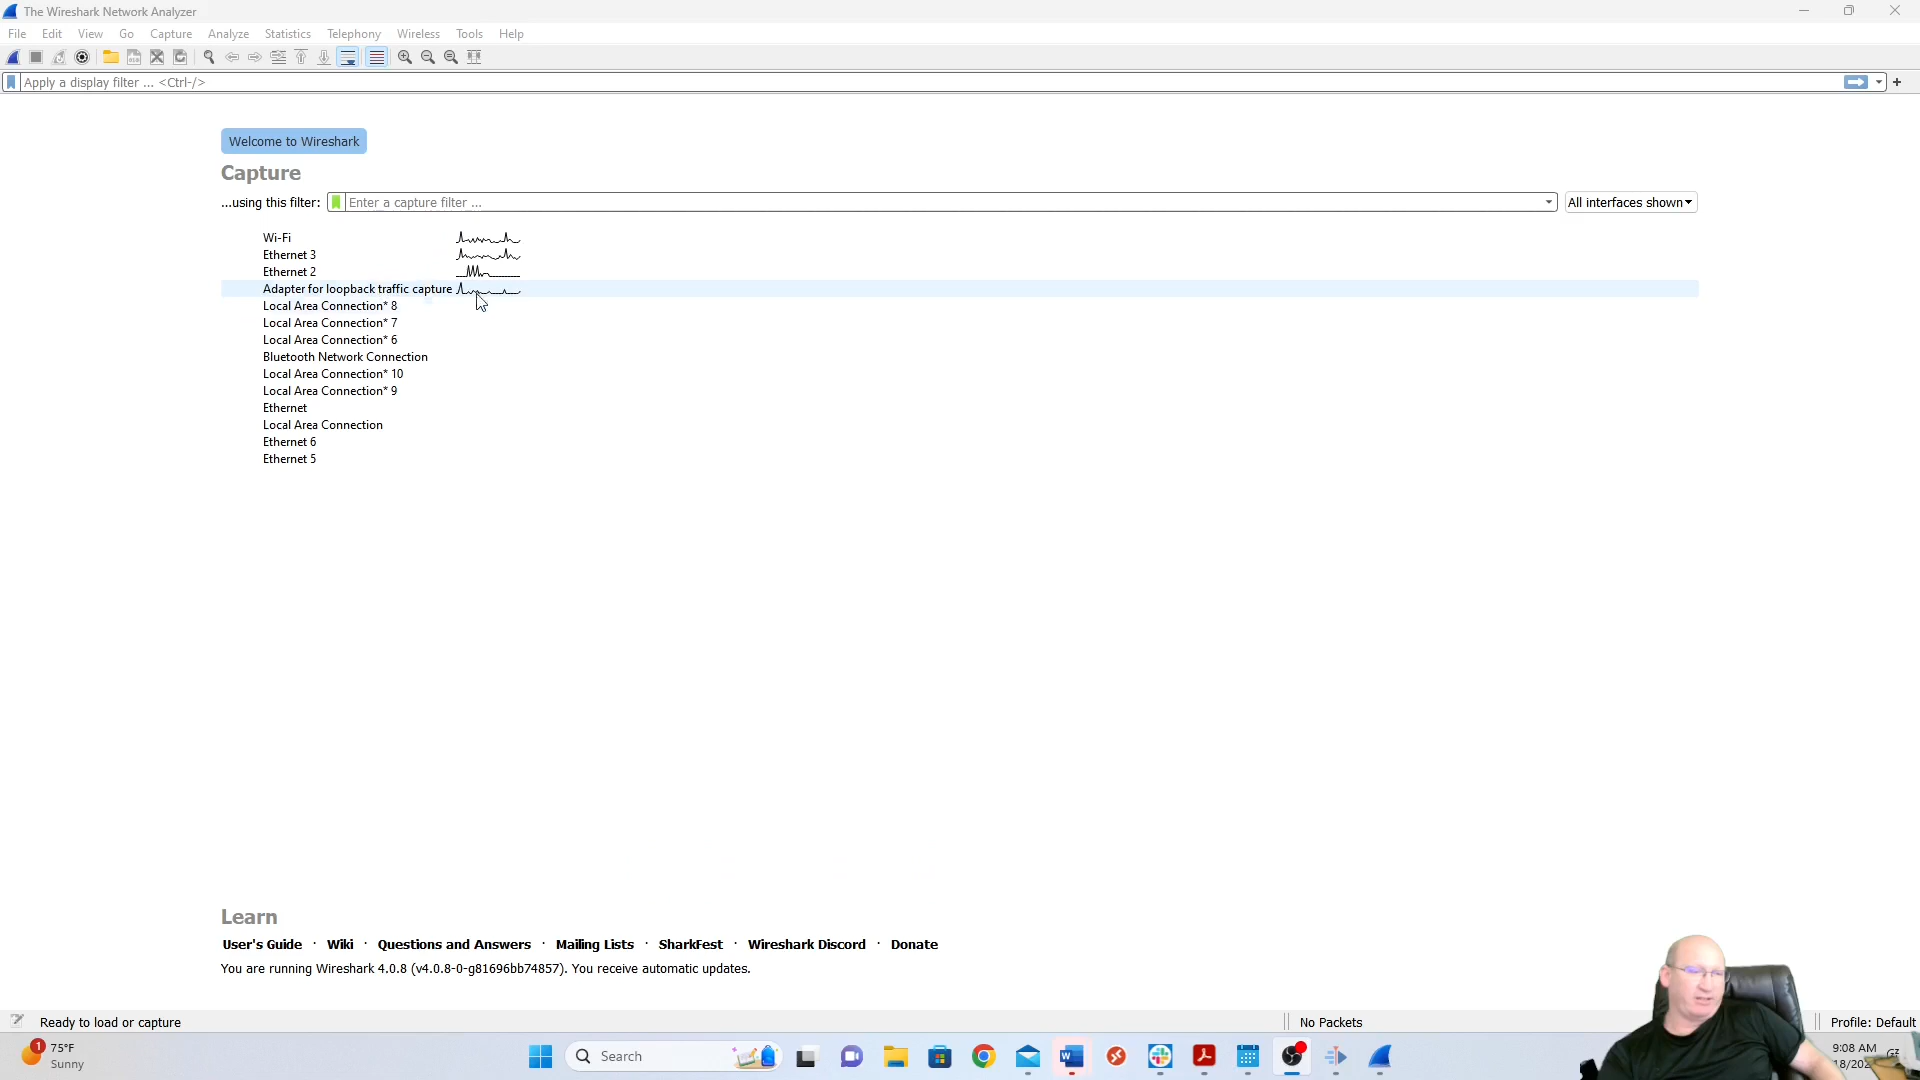 The Wireshark Network Analyzer
File Edit View Go Capture Analyze Statistics Telephony Wireless Tools Help
Apply a display filter ... <Ctrl-/>
Welcome to Wireshark
Capture
...using this filter: Enter a capture filter ... All interfaces shown
Wi-Fi
Ethernet 3
Ethernet 2
Adapter for loopback traffic capture
Local Area Connection* 8
Local Area Connection* 7
Local Area Connection* 6
Bluetooth Network Connection
Local Area Connection* 10
Local Area Connection* 9
Ethernet
Local Area Connection
Ethernet 6
Ethernet 5
Learn
User's Guide · Wiki · Questions and Answers · Mailing Lists · SharkFest · Wireshark Discord · Donate
You are running Wireshark 4.0.8 (v4.0.8-0-g81696bb74857). You receive automatic updates.
Ready to load or capture No Packets Profile: Default
1 75°F
Sunny
Search
9:08 AM